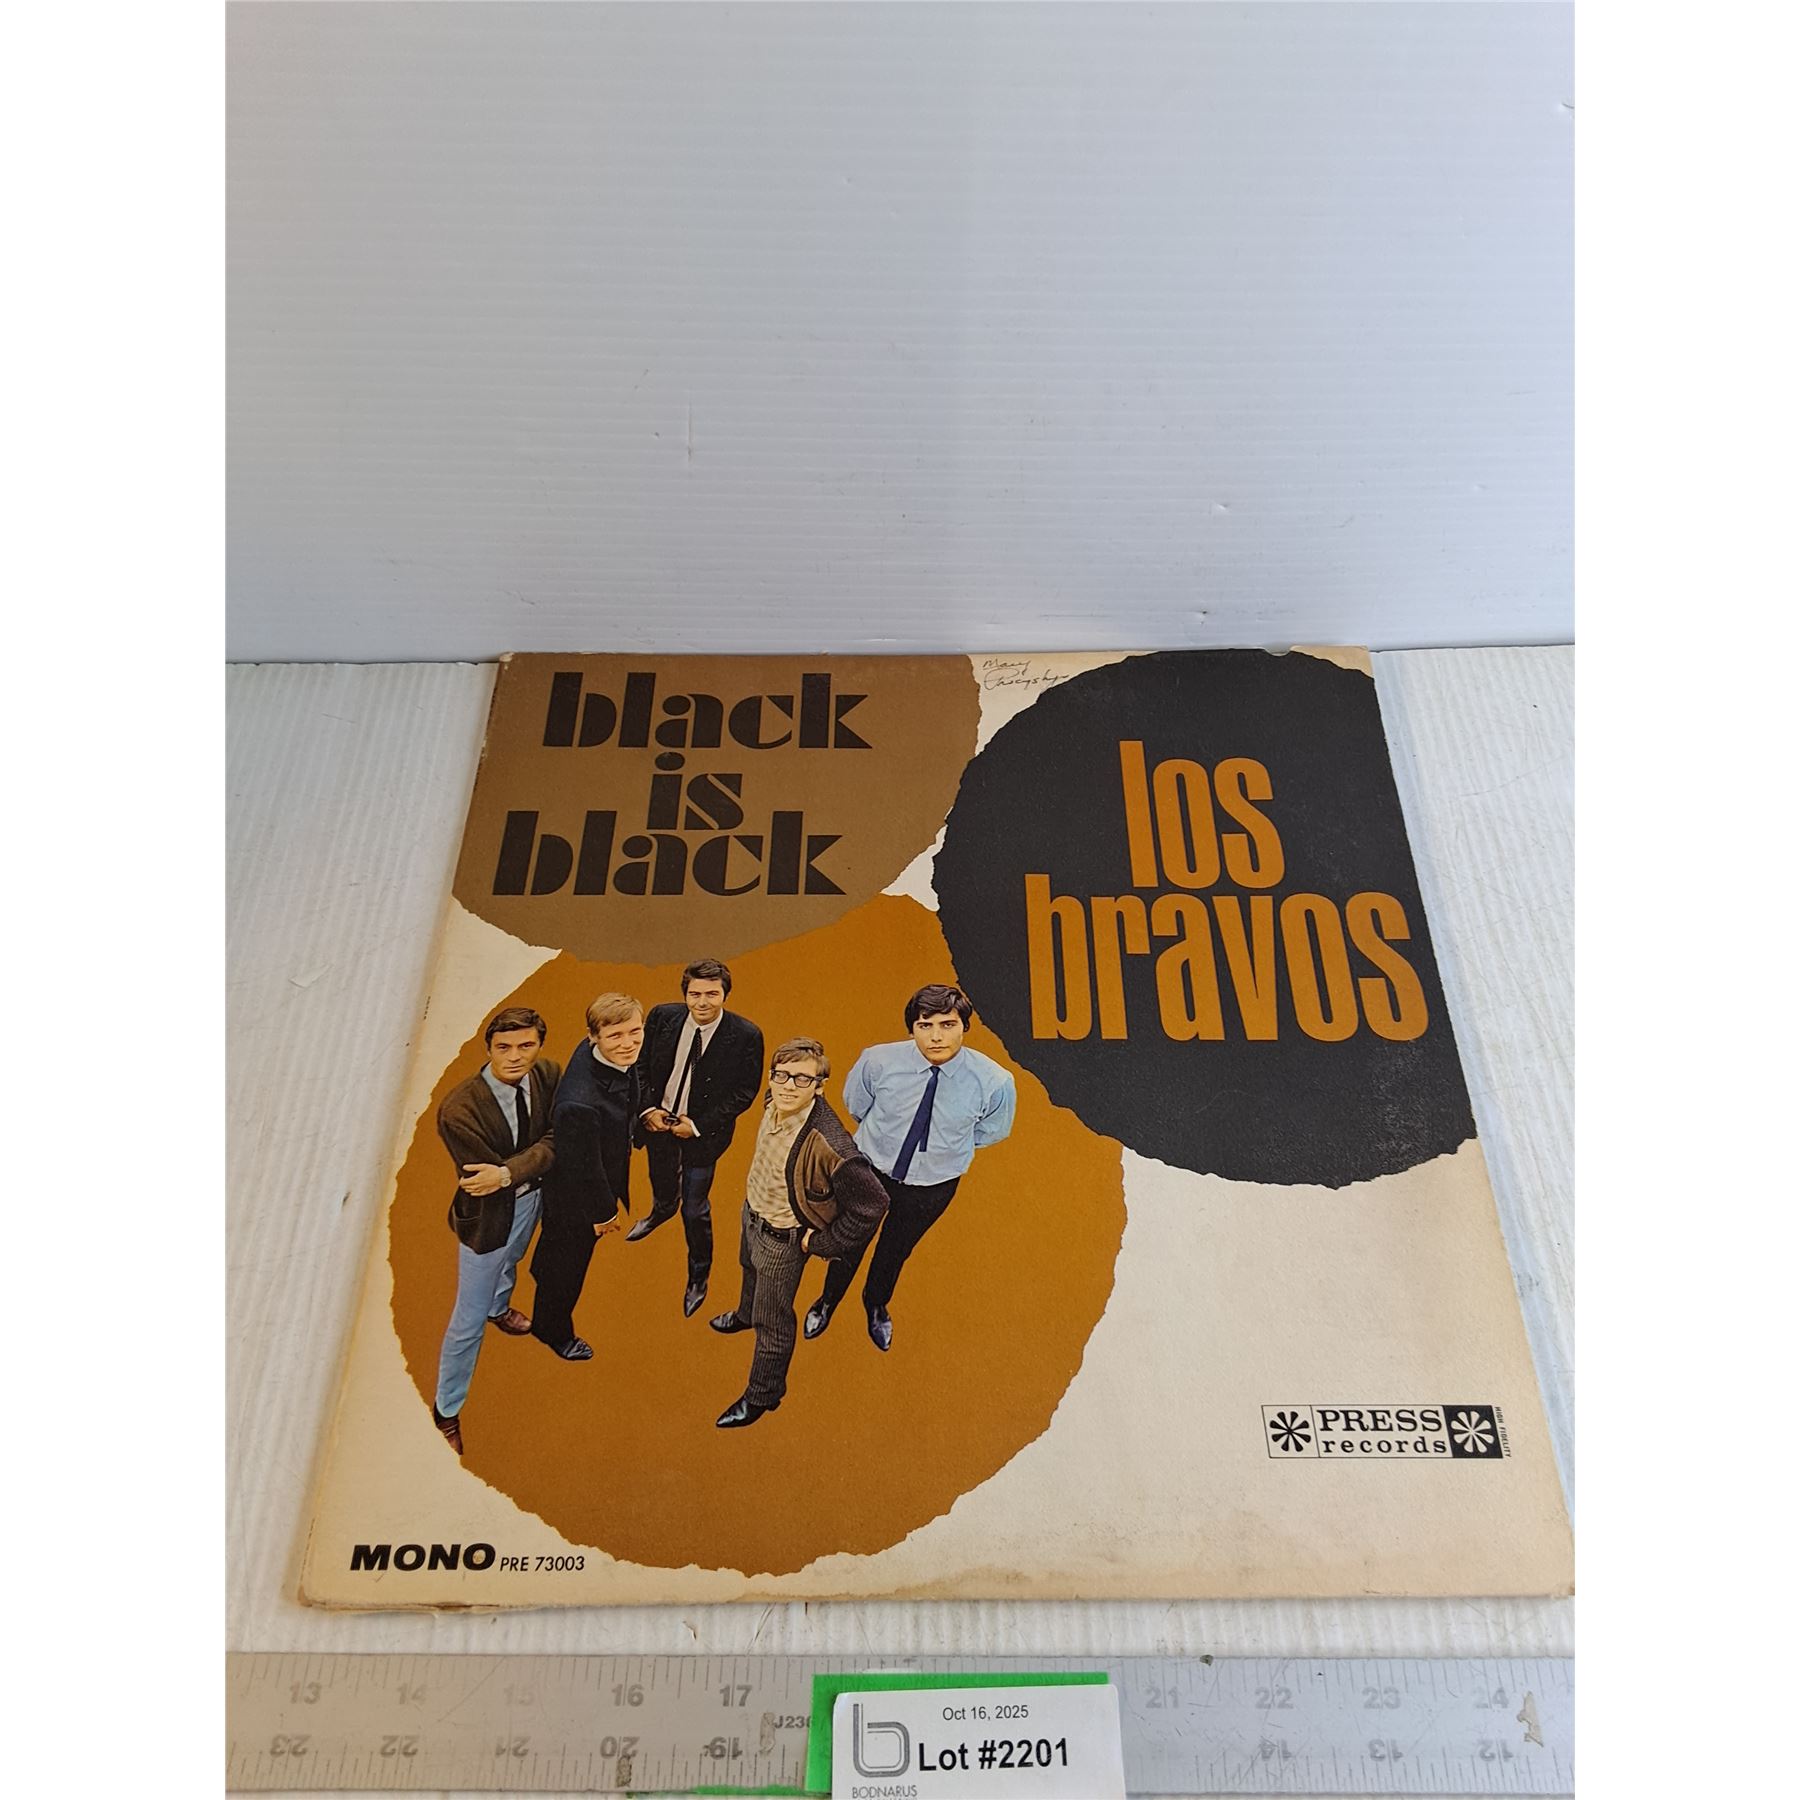 black
is
black
Mary
los
bravos
PRESS
records
HIGH FIDELITY
MONO PRE 73003
13 14 15 16 17 21 22 23 24
23 22 21 20 19 14 13 12
Oct 16, 2025
Lot #2201
BODNARUS